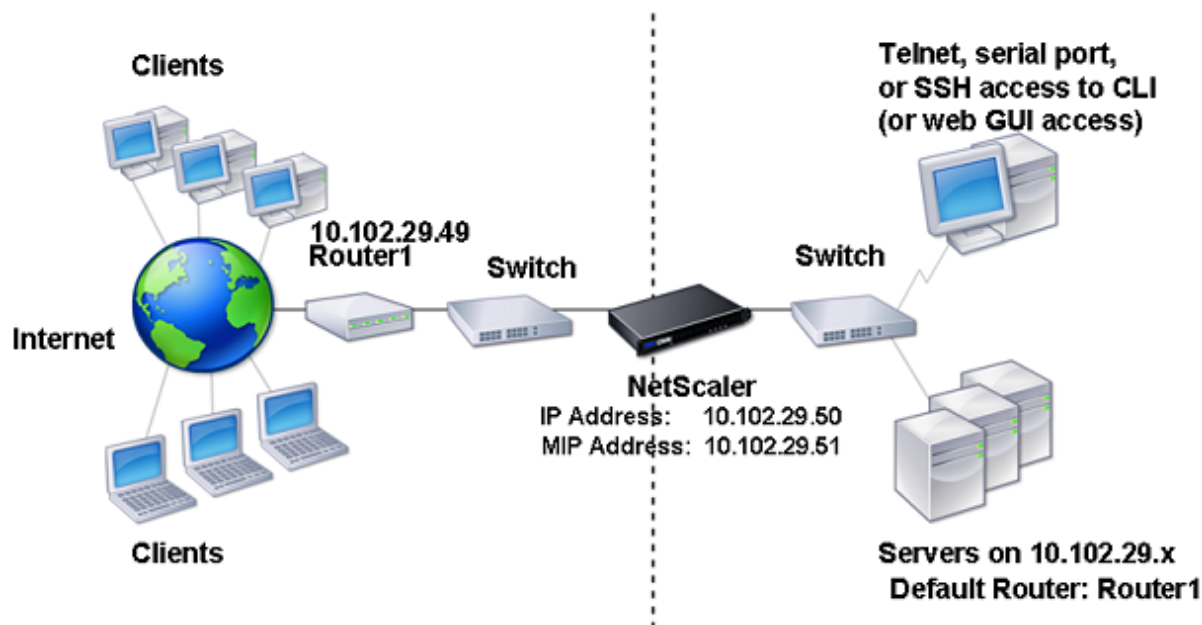 Clients
Telnet, serial port,
or SSH access to CLI
(or web GUI access)
10.102.29.49
Router1
Switch
Switch
Internet
NetScaler
IP Address: 10.102.29.50
MIP Address: 10.102.29.51
Clients
Servers on 10.102.29.x
Default Router: Router1